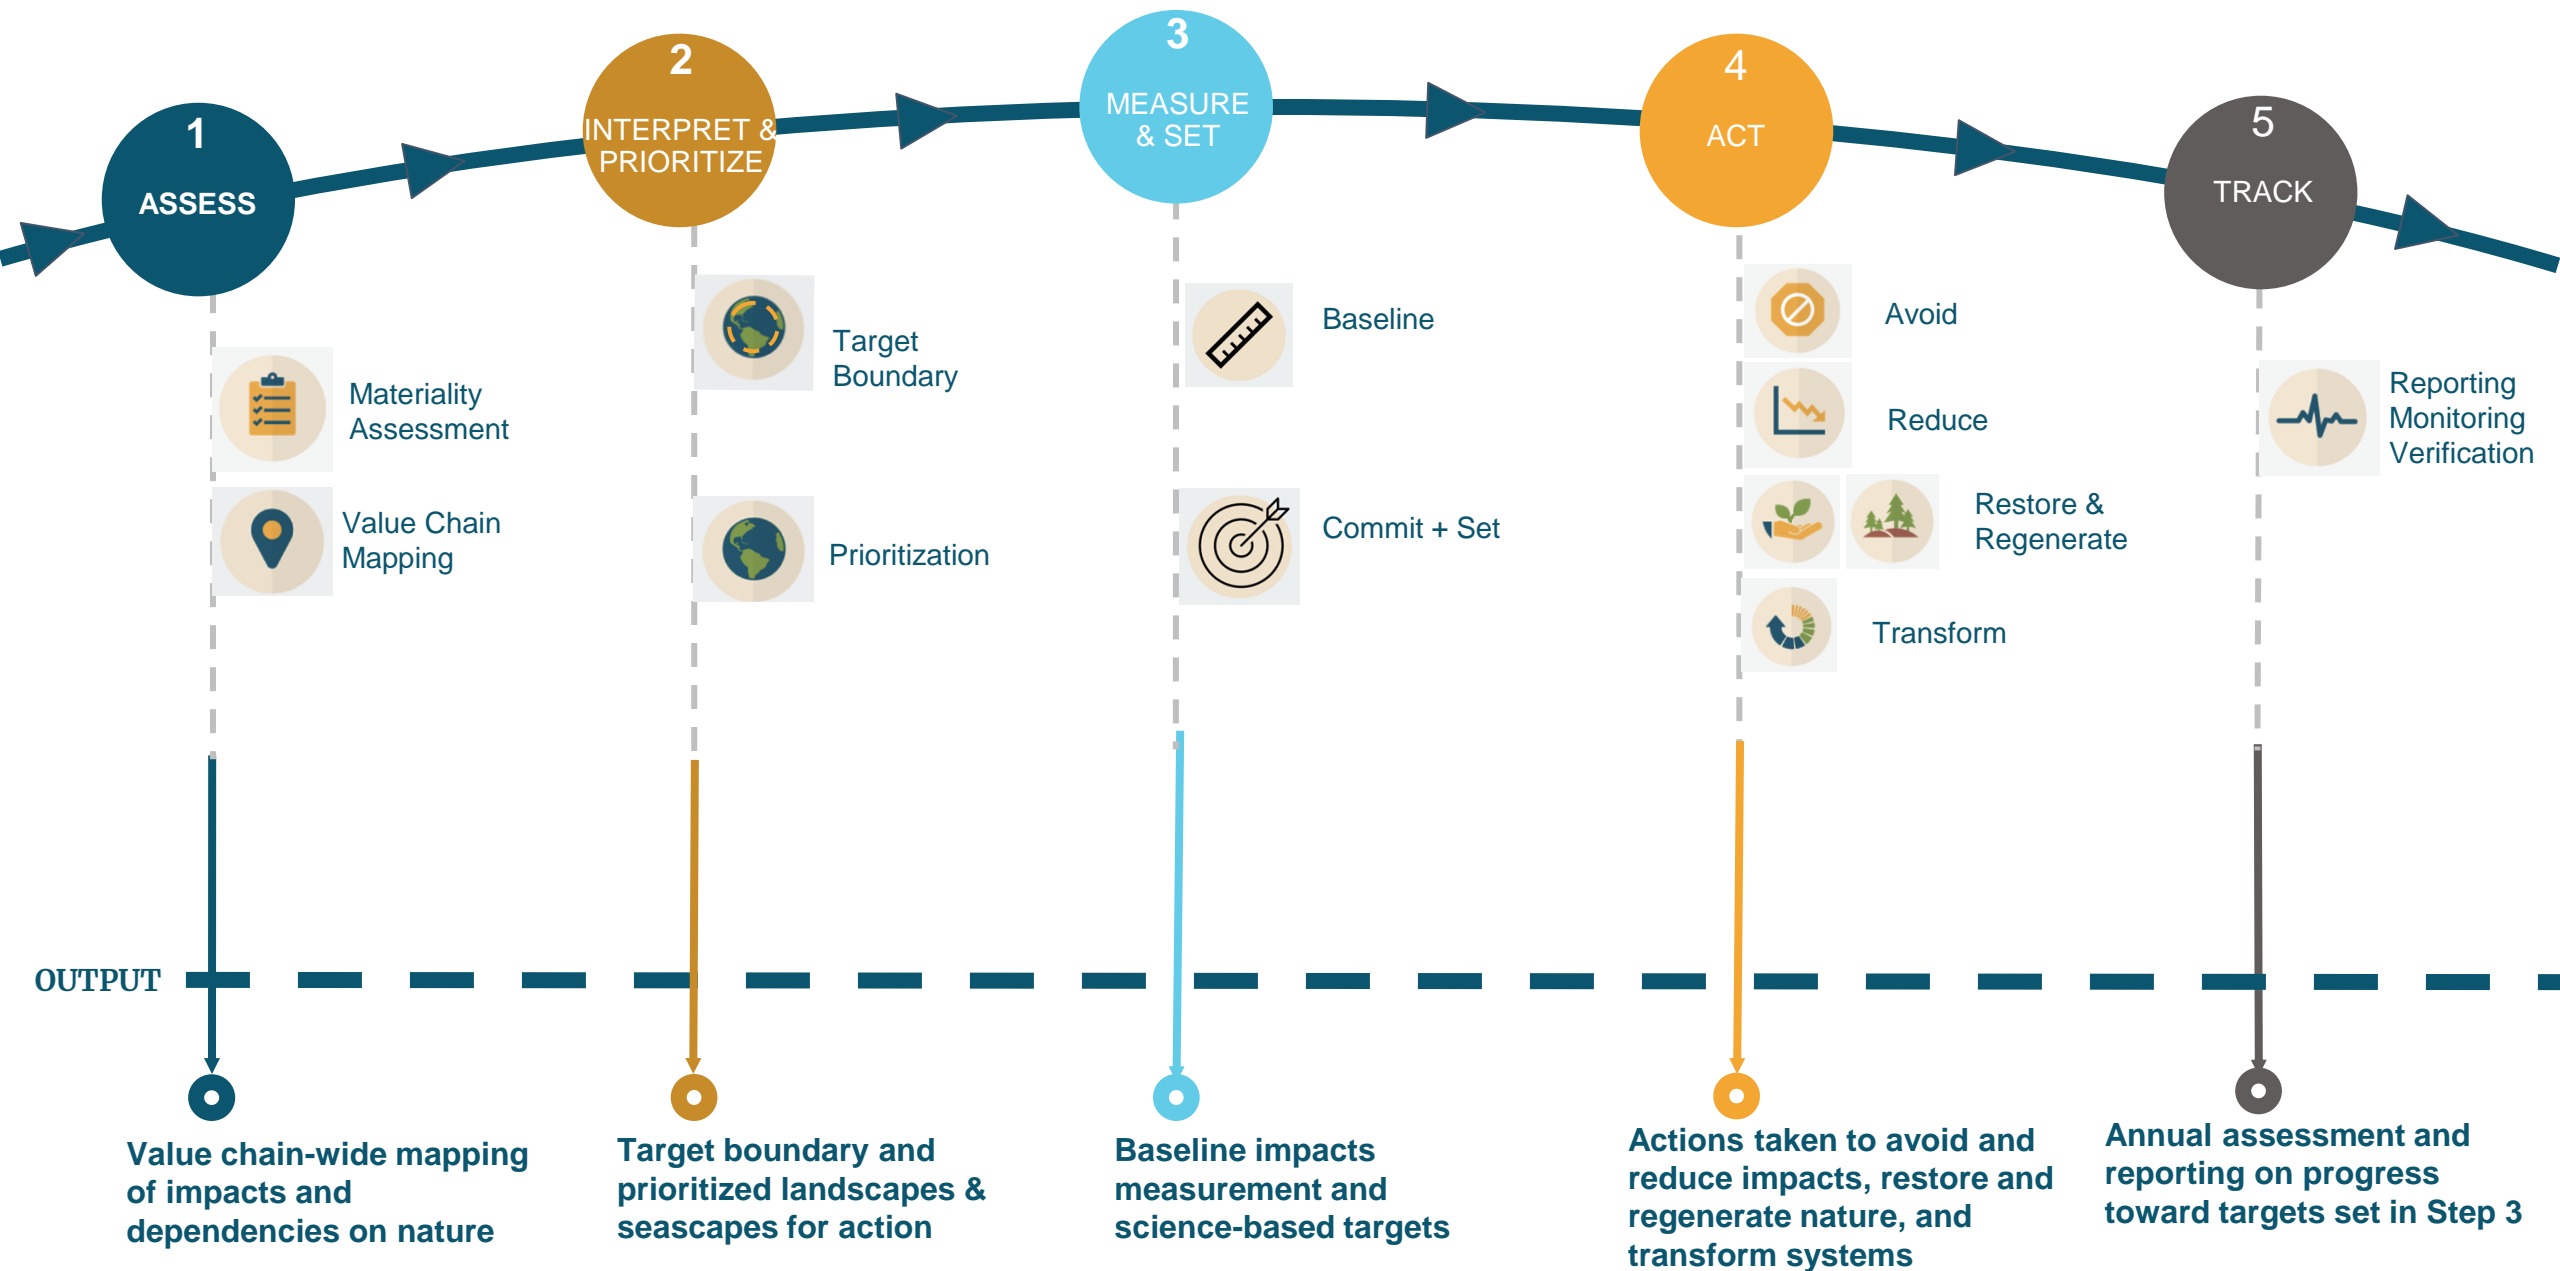 1
ASSESS
2
INTERPRET &
PRIORITIZE
3
MEASURE
& SET
4
ACT
5
TRACK
Materiality
Assessment
Value Chain
Mapping
Target
Boundary
Prioritization
Baseline
Commit + Set
Avoid
Reduce
Restore &
Regenerate
Transform
Reporting
Monitoring
Verification
OUTPUT
Value chain-wide mapping
of impacts and
dependencies on nature
Target boundary and
prioritized landscapes &
seascapes for action
Baseline impacts
measurement and
science-based targets
Actions taken to avoid and
reduce impacts, restore and
regenerate nature, and
transform systems
Annual assessment and
reporting on progress
toward targets set in Step 3